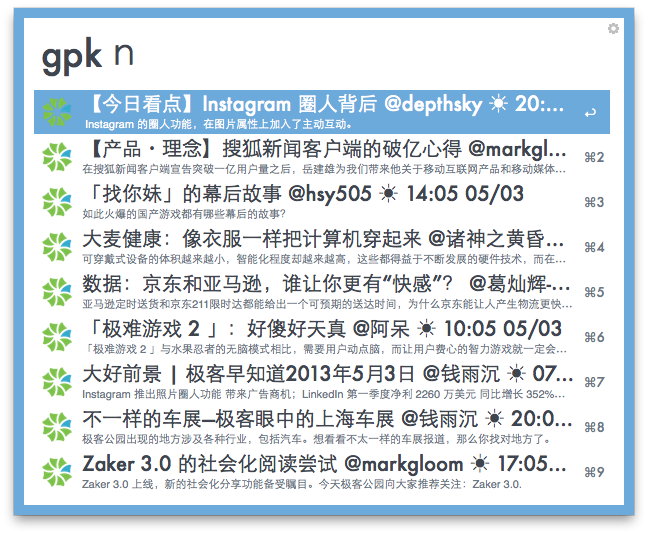 gpk n
【今日看点】Instagram 圈人背后 @depthsky ☀ 20:...
Instagram 的圈人功能，在图片属性上加入了主动互动。
【产品・理念】搜狐新闻客户端的破亿心得 @markgl...
⌘2
在搜狐新闻客户端宣告突破一亿用户量之后，岳建雄为我们带来他关于移动互联网产品和移动媒体...
「找你妹」的幕后故事 @hsy505 ☀ 14:05 05/03
⌘3
如此火爆的国产游戏都有哪些幕后的故事？
大麦健康：像衣服一样把计算机穿起来 @诸神之黄昏...
⌘4
可穿戴式设备的体积越来越小，智能化程度却越来越高，这些都得益于不断发展的硬件技术，而在...
数据：京东和亚马逊，谁让你更有“快感”？ @葛灿辉-...
⌘5
亚马逊定时送货和京东211限时达都能给出一个可预期的送达时间，为什么京东能让人产生物流更快...
「极难游戏 2 」：好傻好天真 @阿呆 ☀ 10:05 05/03
⌘6
「极难游戏 2 」与水果忍者的无脑模式相比，需要用户动点脑，而让用户费心的智力游戏就一定会...
大好前景 | 极客早知道2013年5月3日 @钱雨沉 ☀ 07...
⌘7
Instagram 推出照片圈人功能 带来广告商机；LinkedIn 第一季度净利 2260 万美元 同比增长 352%...
不一样的车展—极客眼中的上海车展 @钱雨沉 ☀ 20:0...
⌘8
极客公园出现的地方涉及各种行业，包括汽车。想看看不太一样的车展报道，那么你找对地方了。
Zaker 3.0 的社会化阅读尝试 @markgloom ☀ 17:05...
⌘9
Zaker 3.0 上线，新的社会化分享功能备受瞩目。今天极客公园向大家推荐关注：Zaker 3.0.